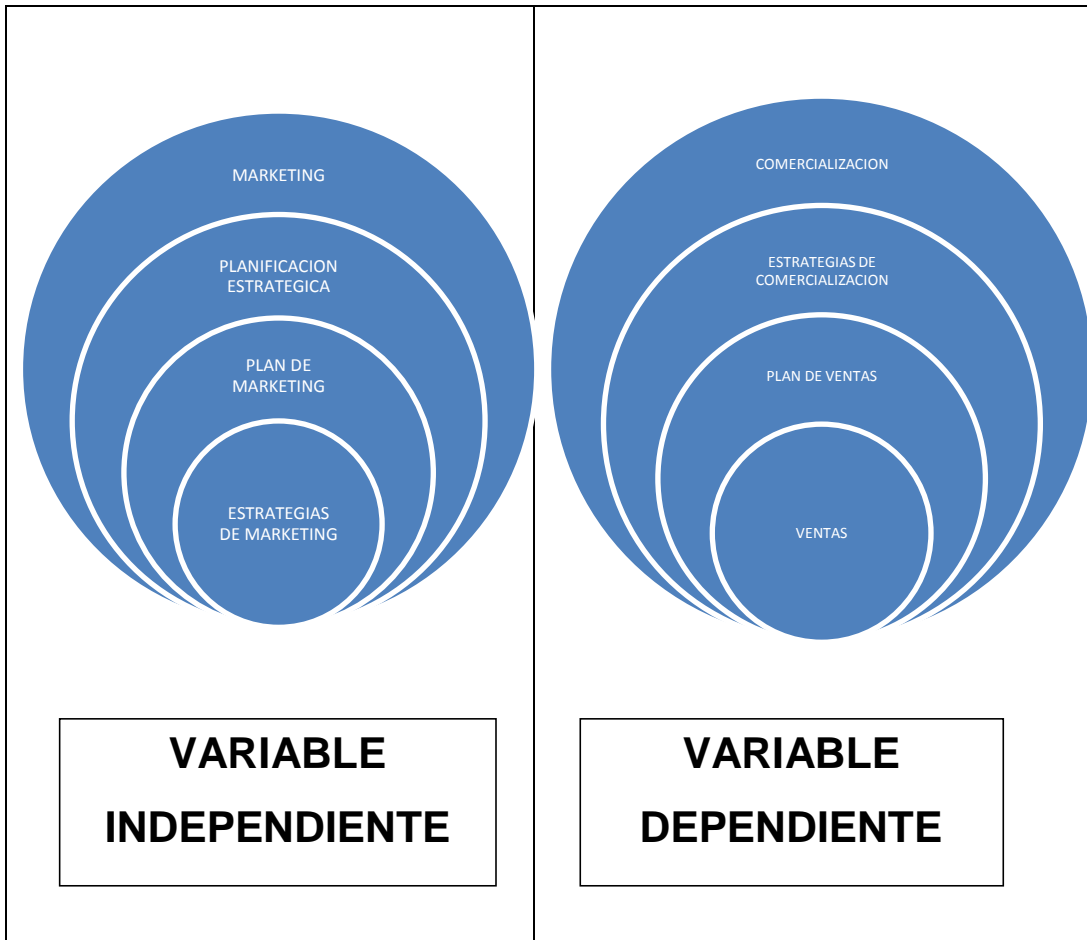 MARKETING
PLANIFICACION
ESTRATEGICA
PLAN DE
MARKETING
ESTRATEGIAS
DE MARKETING
VARIABLE
INDEPENDIENTE
COMERCIALIZACION
ESTRATEGIAS DE
COMERCIALIZACION
PLAN DE VENTAS
VENTAS
VARIABLE
DEPENDIENTE